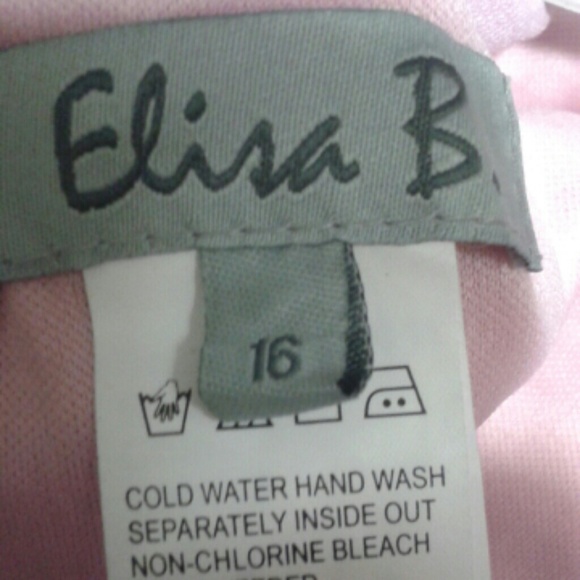 Elisa B.
16
COLD WATER HAND WASH
SEPARATELY INSIDE OUT
NON-CHLORINE BLEACH